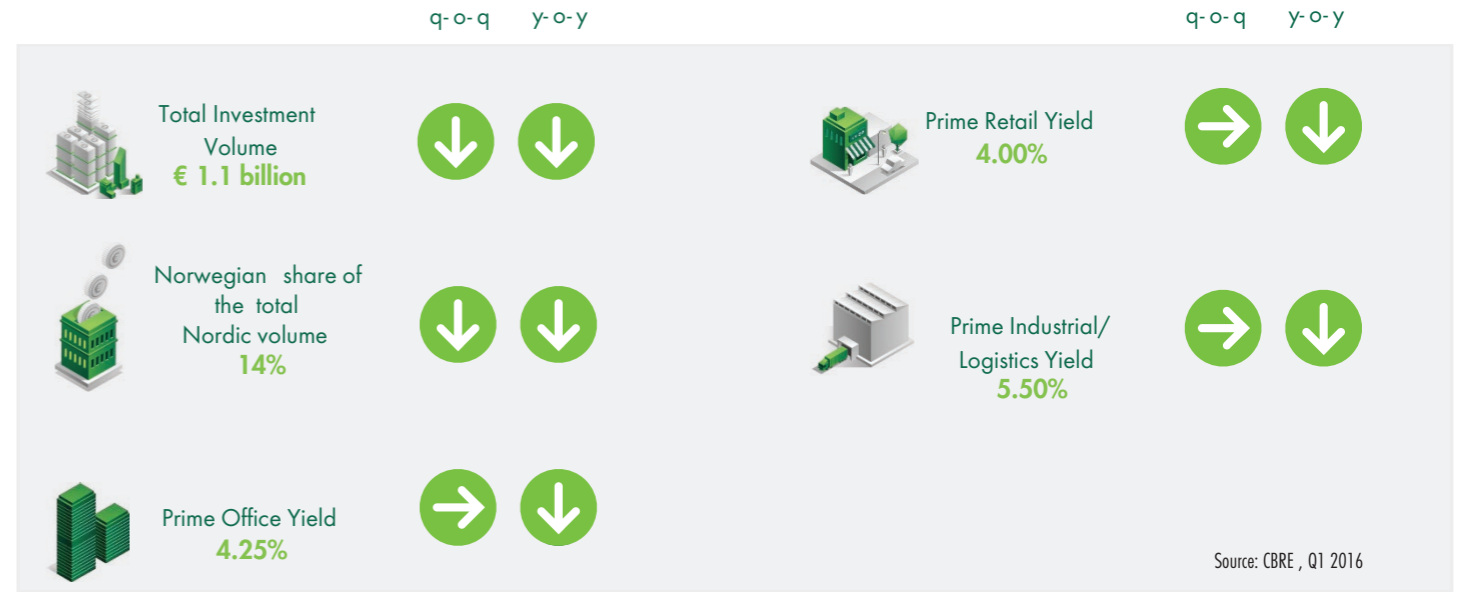 q-o-q y-o-y
Total Investment
Volume
€ 1.1 billion
Norwegian share of
the total
Nordic volume
14%
Prime Office Yield
4.25%
q-o-q y-o-y
Prime Retail Yield
4.00%
Prime Industrial/
Logistics Yield
5.50%
Source: CBRE , Q1 2016